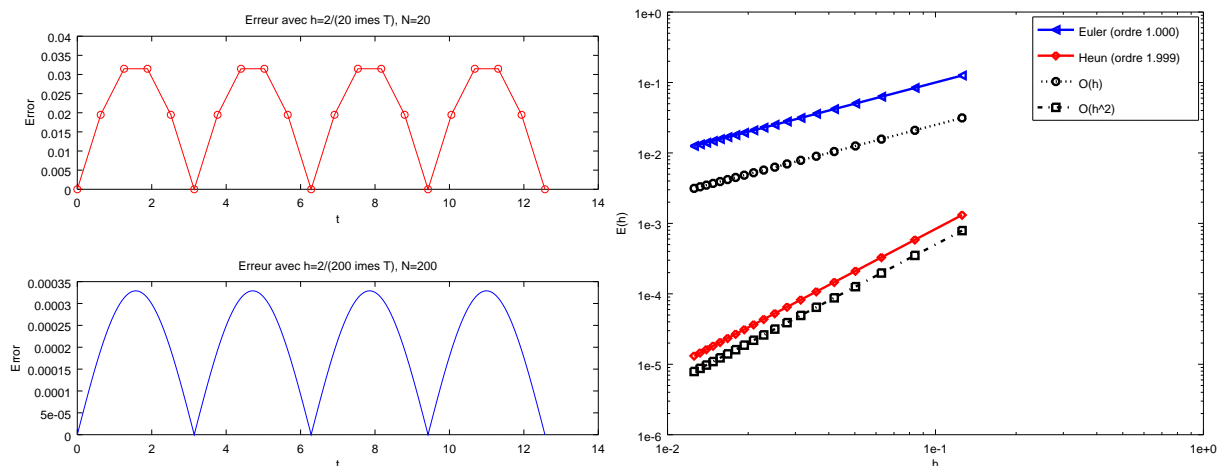 Erreur avec h=2/(20 imes T), N=20
0.04
0.035
0.03
0.025
0.02
0.015
0.01
0.005
0
Error
0 2 4 6 8 10 12 14
t
Erreur avec h=2/(200 imes T), N=200
0.00035
0.0003
0.00025
0.0002
0.00015
0.0001
5e-05
0
Error
0 2 4 6 8 10 12 14
t
1e+0
1e-1
1e-2
1e-3
1e-4
1e-5
1e-6
E(h)
Euler (ordre 1.000)
Heun (ordre 1.999)
O(h)
O(h^2)
1e-2 1e-1 1e+0
h